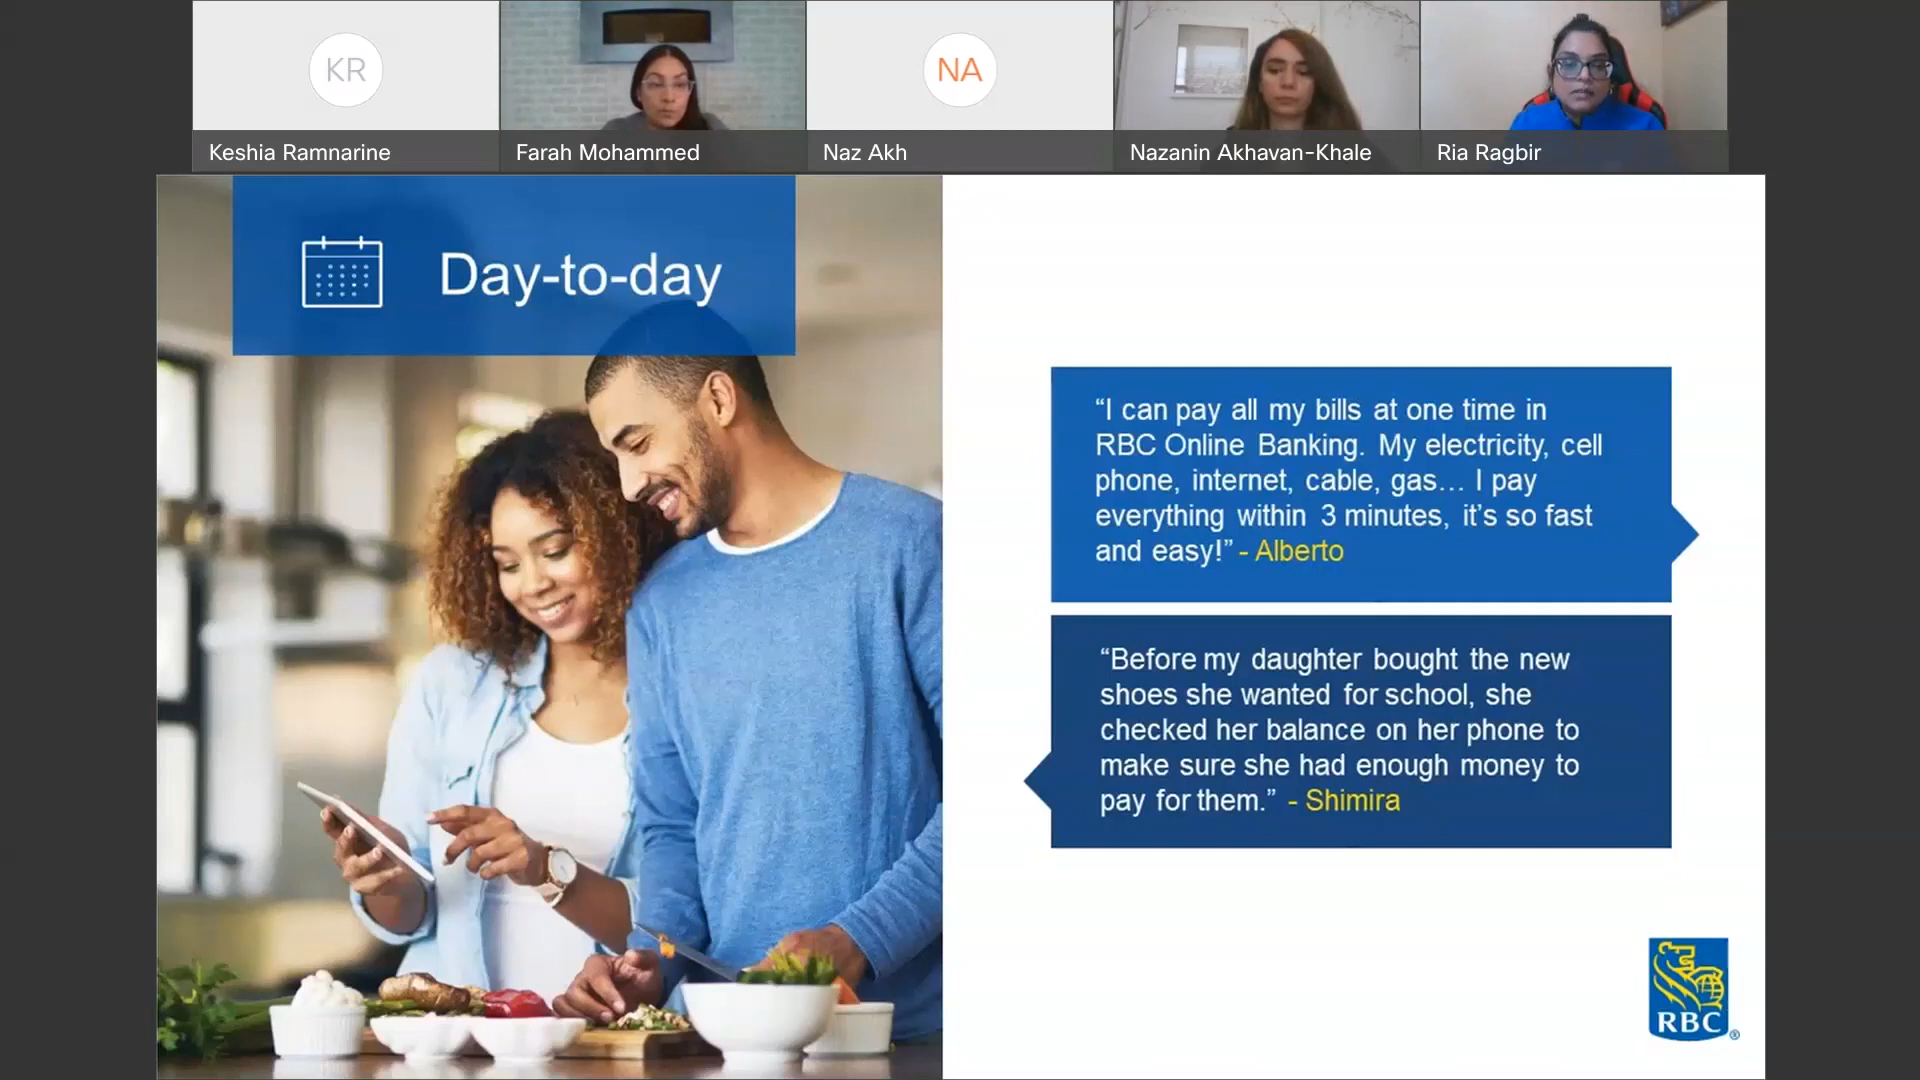 KR
NA
Keshia Ramnarine
Farah Mohammed
Naz Akh
Nazanin Akhavan-Khale
Ria Ragbir
Day-to-day
“I can pay all my bills at one time in
RBC Online Banking. My electricity, cell
phone, internet, cable, gas... I pay
everything within 3 minutes, it’s so fast
and easy!” - Alberto
“Before my daughter bought the new
shoes she wanted for school, she
checked her balance on her phone to
make sure she had enough money to
pay for them.” - Shimira
RBC®